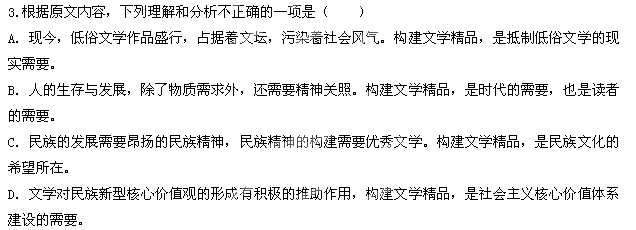 3.根据原文内容，下列理解和分析不正确的一项是（    ）
A. 现今，低俗文学作品盛行，占据着文坛，污染着社会风气。构建文学精品，是抵制低俗文学的现
实需要。
B. 人的生存与发展，除了物质需求外，还需要精神关照。构建文学精品，是时代的需要，也是读者
的需要。
C. 民族的发展需要昂扬的民族精神，民族精神的构建需要优秀文学。构建文学精品，是民族文化的
希望所在。
D. 文学对民族新型核心价值观的形成有积极的推助作用，构建文学精品，是社会主义核心价值体系
建设的需要。